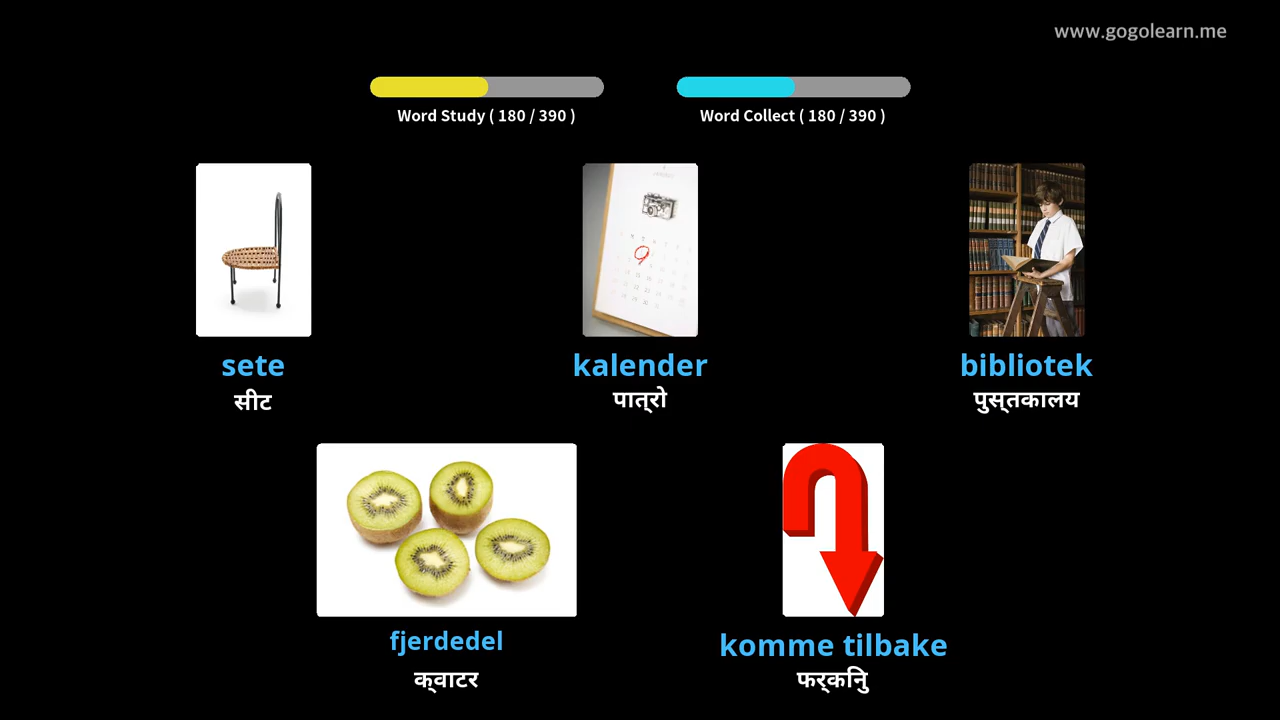 www.gogolearn.me
Word Study ( 180 / 390 )
Word Collect ( 180 / 390 )
sete
सीट
kalender
पात्रो
bibliotek
पुस्तकालय
fjerdedel
क्वाटर
komme tilbake
फर्किनु